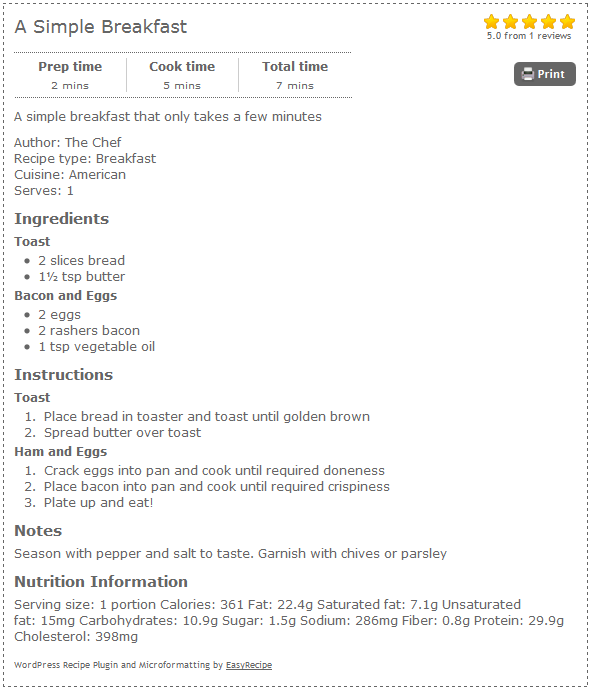 A Simple Breakfast
5.0 from 1 reviews
Prep time Cook time Total time
2 mins 5 mins 7 mins
Print
A simple breakfast that only takes a few minutes
Author: The Chef
Recipe type: Breakfast
Cuisine: American
Serves: 1
Ingredients
Toast
• 2 slices bread
• 1½ tsp butter
Bacon and Eggs
• 2 eggs
• 2 rashers bacon
• 1 tsp vegetable oil
Instructions
Toast
1. Place bread in toaster and toast until golden brown
2. Spread butter over toast
Ham and Eggs
1. Crack eggs into pan and cook until required doneness
2. Place bacon into pan and cook until required crispiness
3. Plate up and eat!
Notes
Season with pepper and salt to taste. Garnish with chives or parsley
Nutrition Information
Serving size: 1 portion Calories: 361 Fat: 22.4g Saturated fat: 7.1g Unsaturated
fat: 15mg Carbohydrates: 10.9g Sugar: 1.5g Sodium: 286mg Fiber: 0.8g Protein: 29.9g
Cholesterol: 398mg
WordPress Recipe Plugin and Microformatting by EasyRecipe